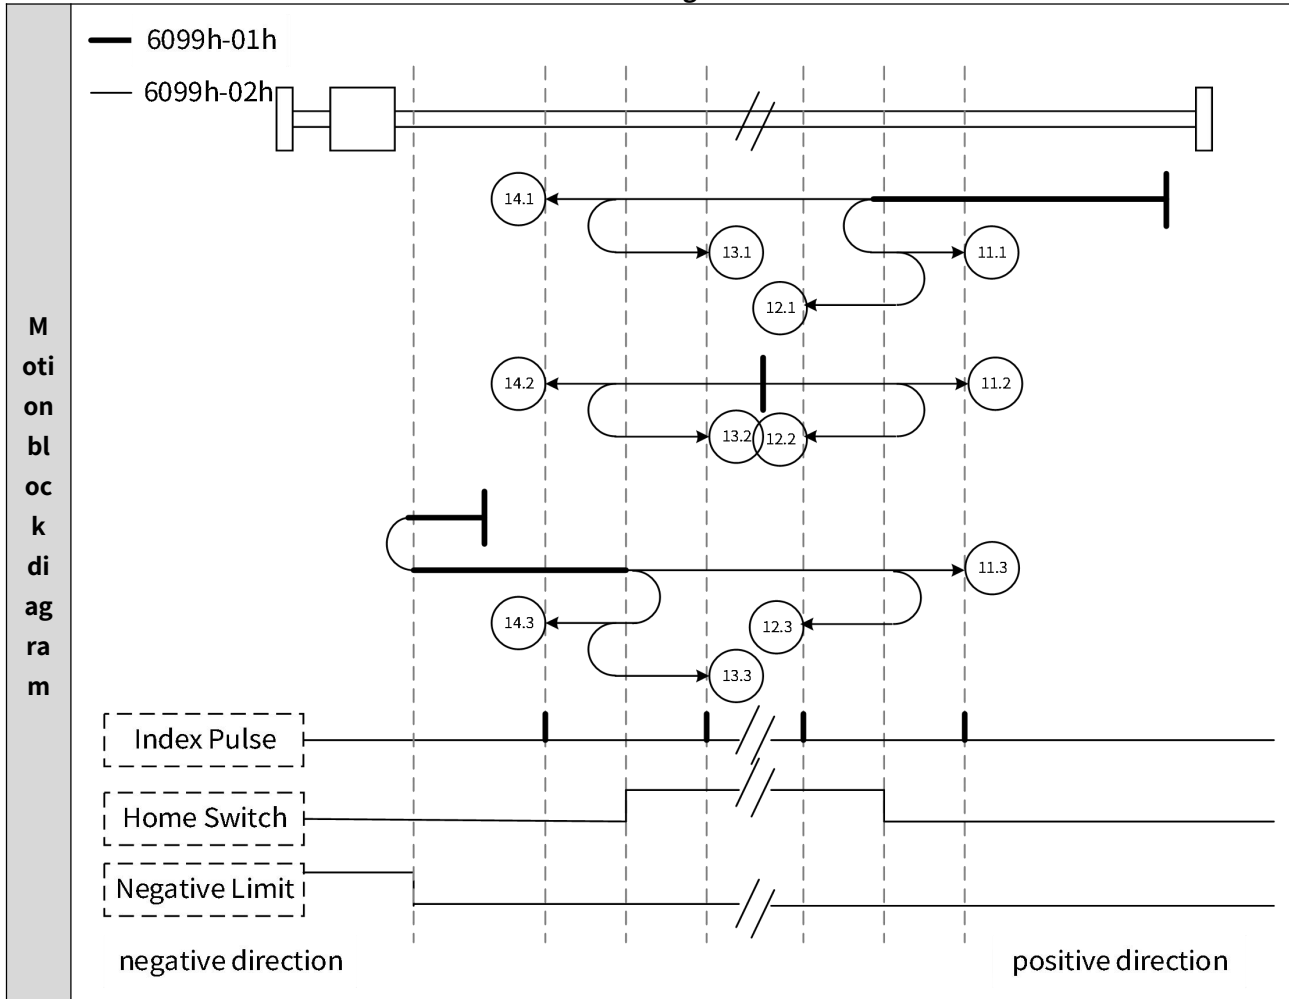 6099h-01h
6099h-02h
14.1
13.1
11.1
12.1
14.2
11.2
13.2
12.2
11.3
14.3
12.3
13.3
M
oti
on
bl
oc
k
di
ag
ra
m
Index Pulse
Home Switch
Negative Limit
negative direction
positive direction